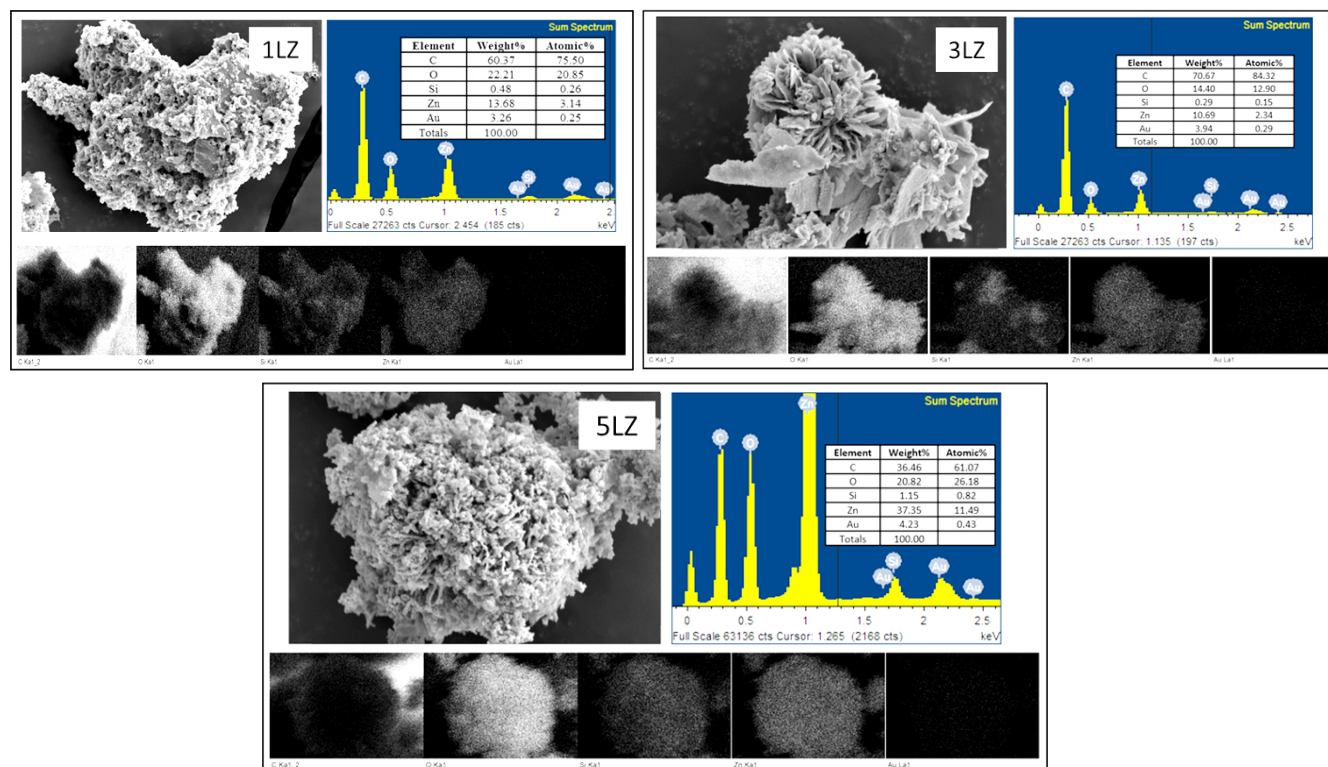 1LZ
Sum Spectrum
Element Weight% Atomic%
C 60.37 75.50
O 22.21 20.85
Si 0.48 0.26
Zn 13.68 3.14
Au 3.26 0.25
Totals 100.00
C
O
Zn
Au
Si
Au
Au
0 0.5 1 1.5 2 2.5
Full Scale 27263 cts Cursor: 2.454 (185 cts) keV
C Ka1_2 O Ka1 Si Ka1 Zn Ka1 Au La1
3LZ
Sum Spectrum
Element Weight% Atomic%
C 70.67 84.32
O 14.40 12.90
Si 0.29 0.15
Zn 10.69 2.34
Au 3.94 0.29
Totals 100.00
C
O
Zn
Au
Si
Au
Au
0 0.5 1 1.5 2 2.5
Full Scale 27263 cts Cursor: 1.135 (197 cts) keV
C Ka1_2 O Ka1 Si Ka1 Zn Ka1 Au La1
5LZ
Sum Spectrum
Element Weight% Atomic%
C 36.46 61.07
O 20.82 26.18
Si 1.15 0.82
Zn 37.35 11.49
Au 4.23 0.43
Totals 100.00
C
O
Zn
Au
Si
Au
Au
0 0.5 1 1.5 2 2.5
Full Scale 63136 cts Cursor: 1.265 (2168 cts) keV
C Ka1_2 O Ka1 Si Ka1 Zn Ka1 Au La1